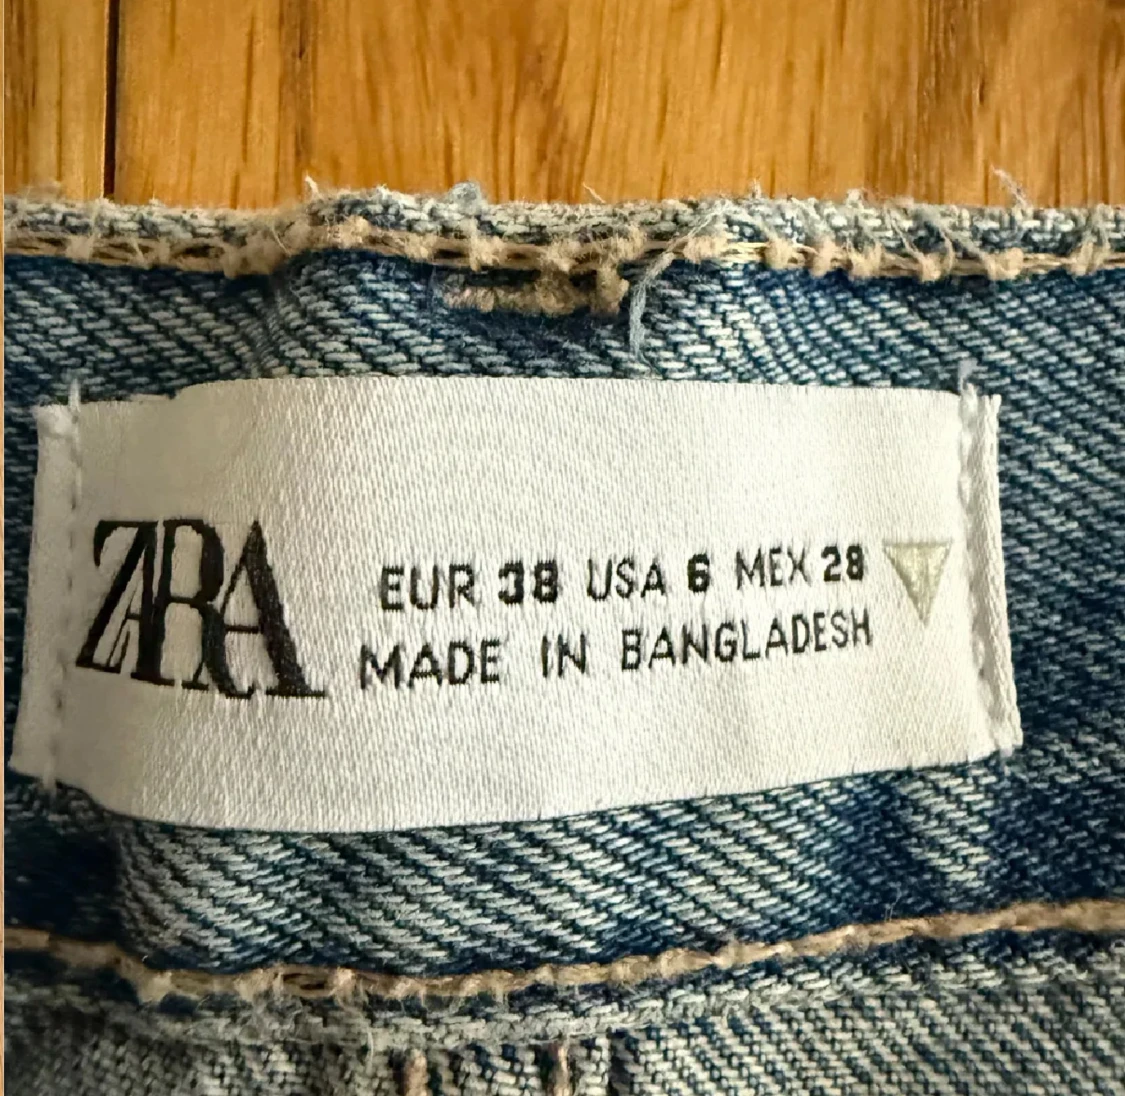 ZARA
EUR 38 USA 6 MEX 28
MADE IN BANGLADESH